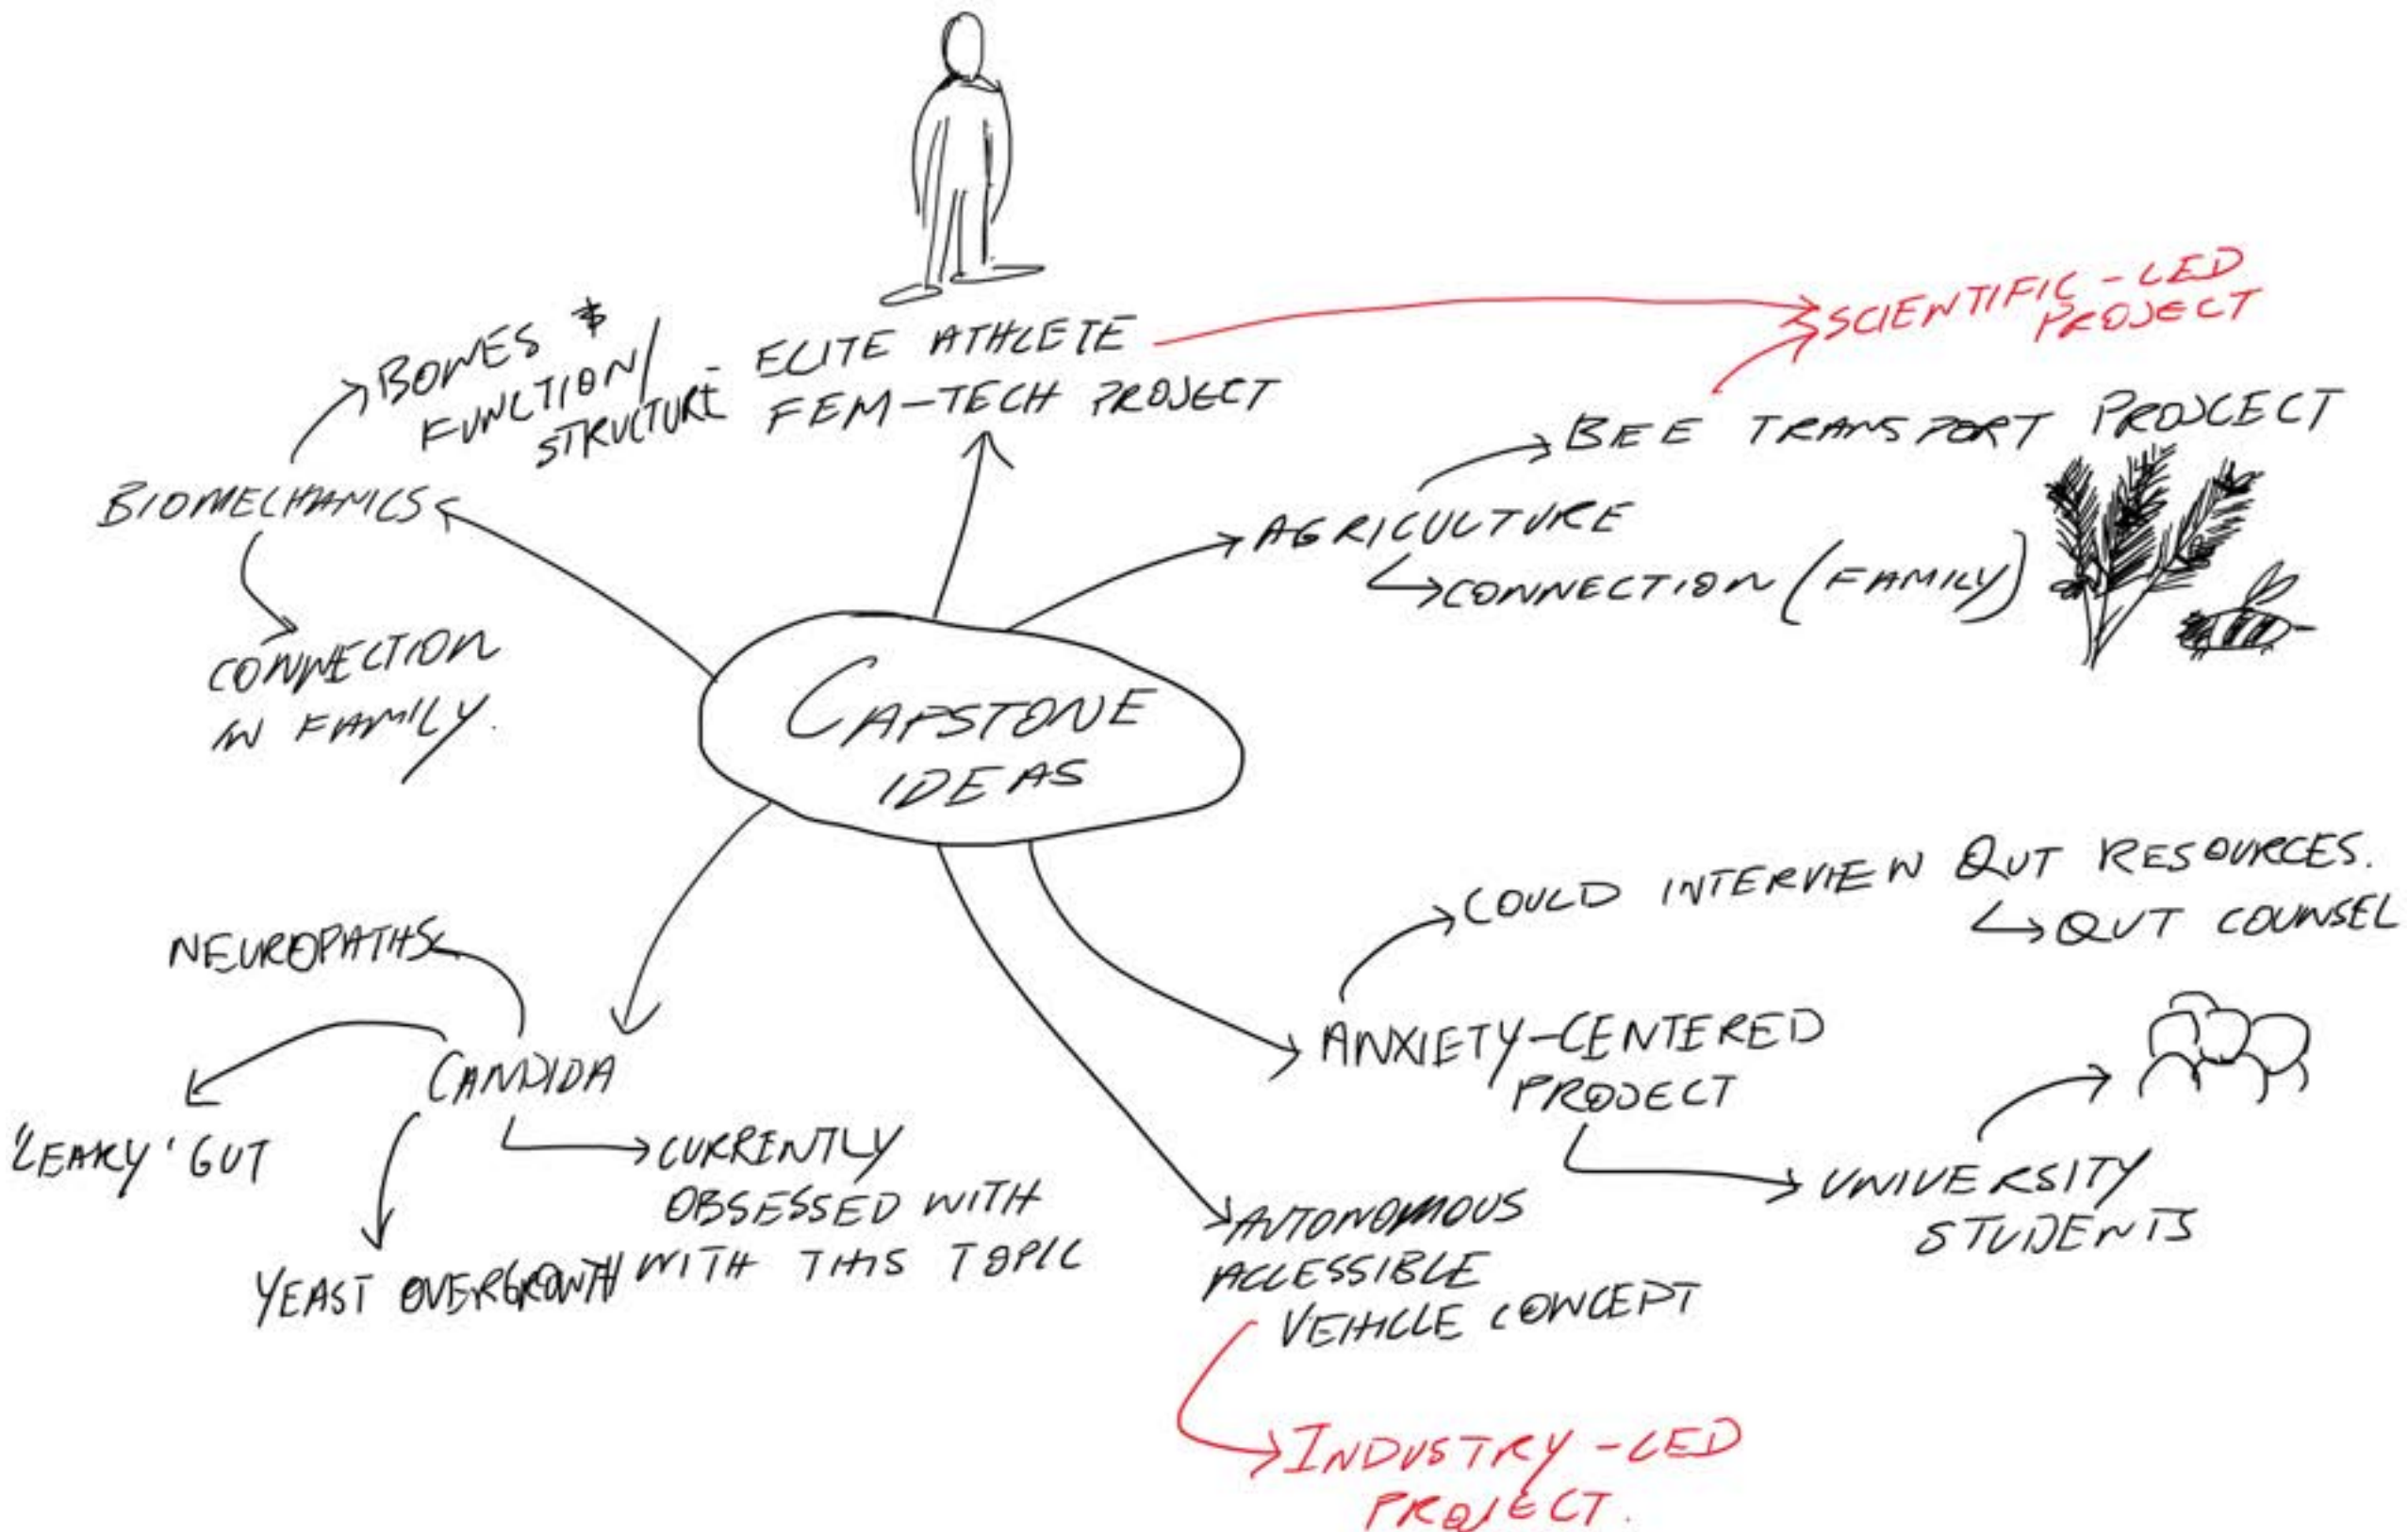 SCIENTIFIC-LED
PROJECT
BONES &
FUNCTION/
STRUCTURE
- ELITE ATHLETE
FEM-TECH PROJECT
BEE TRANSPORT PROJCECT
BIOMECHANICS
AGRICULTURE
CONNECTION (FAMILY)
CONNECTION
IN FAMILY.
CAPSTONE
IDEAS
COULD INTERVIEW QUT RESOURCES.
QUT COUNSEL
NEUROPATHS
ANXIETY-CENTERED
PROJECT
CANDIDA
'LEAKY' GUT
CURRENTLY
OBSESSED WITH
WITH THIS TOPIC
YEAST OVERGROWTH
UNIVERSITY
STUDENTS
AUTONOMOUS
ACCESSIBLE
VEHICLE CONCEPT
INDUSTRY-LED
PROJECT.